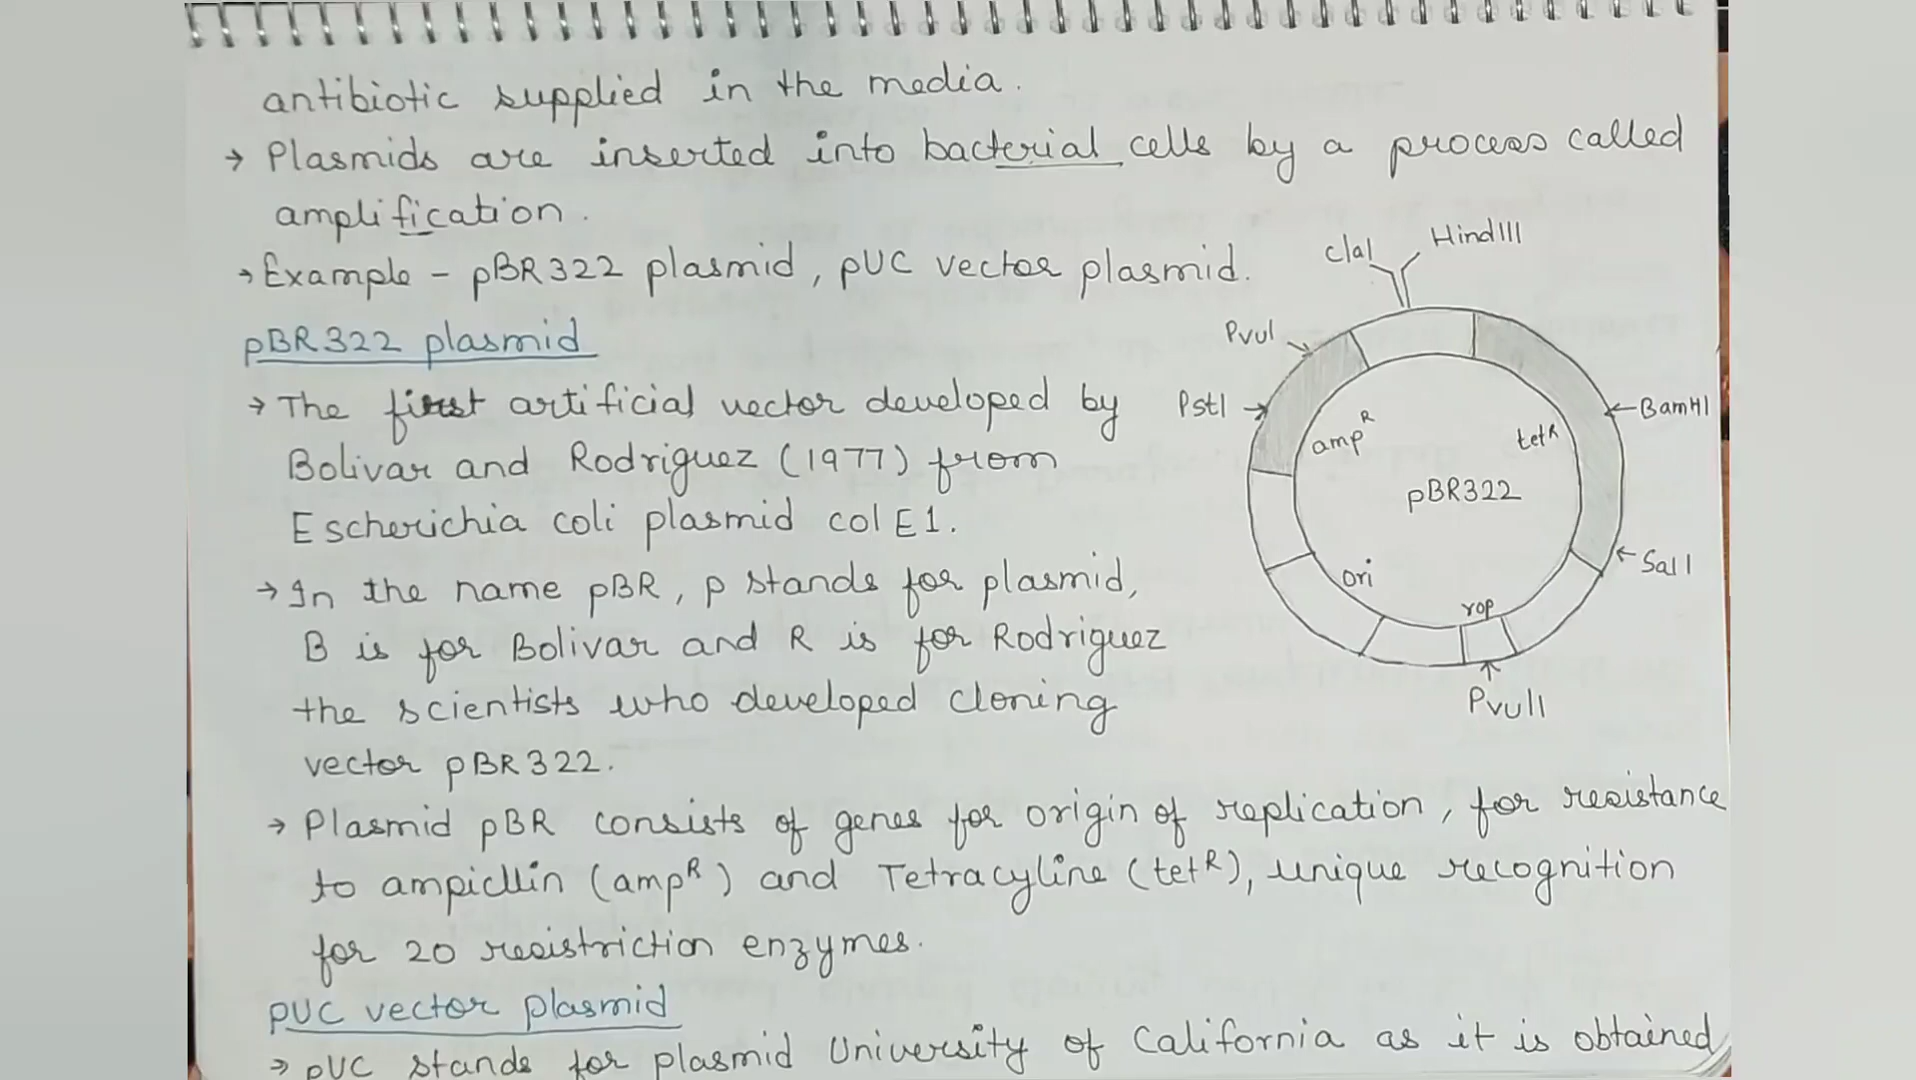 antibiotic supplied in the media.
→ Plasmids are inserted into bacterial cells by a process called
amplification.
→ Example - pBR322 plasmid, pUC vector plasmid.
pBR322 plasmid
→ The first artificial vector developed by
Bolivar and Rodriguez (1977) from
Escherichia coli plasmid col E1.
→ In the name pBR, p stands for plasmid,
B is for Bolivar and R is for Rodriguez
the scientists who developed cloning
vector pBR322.
→ Plasmid pBR consists of genes for origin of replication, for resistance
to ampicllin (ampᴿ) and Tetracyline (tetᴿ), unique recognition
for 20 resistriction enzymes.
pUC vector plasmid
→ pUC stands for plasmid University of California as it is obtained
ClaI
HindIII
PvuI
PstI
BamHI
ampᴿ
tetᴿ
pBR322
SalI
ori
rop
PvuII